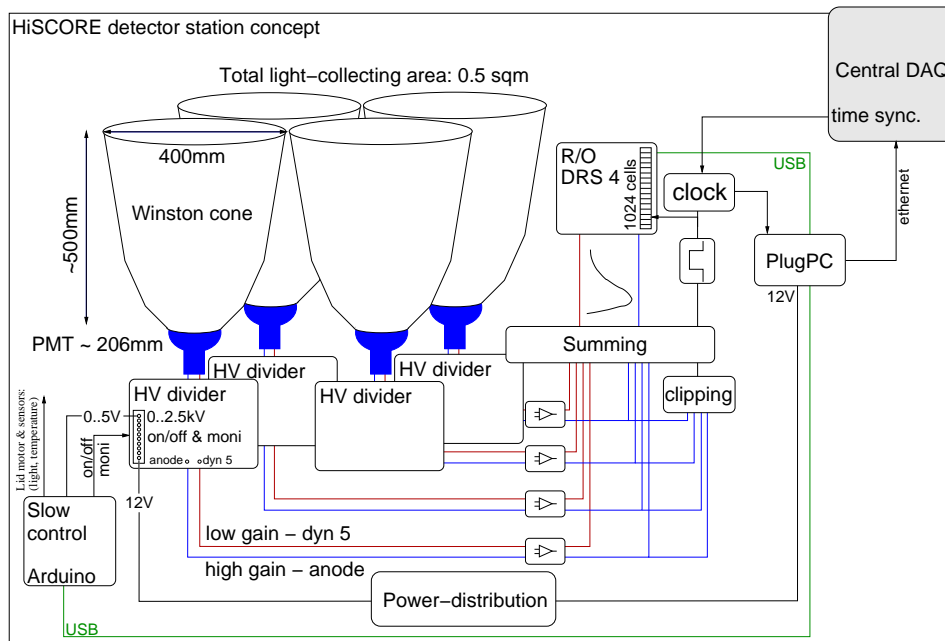 HiSCORE detector station concept
Total light−collecting area: 0.5 sqm
Central DAQ
time sync.
400mm
R/O
DRS 4
1024 cells
USB
clock
ethernet
Winston cone
~500mm
PlugPC
12V
PMT ~ 206mm
Summing
HV divider
HV divider
HV divider
HV divider
clipping
Lid motor & sensors:
(light, temperature)
0..5V
0..2.5kV
on/off
moni
on/off & moni
anode
dyn 5
12V
Slow
control
Arduino
low gain − dyn 5
high gain − anode
Power−distribution
USB